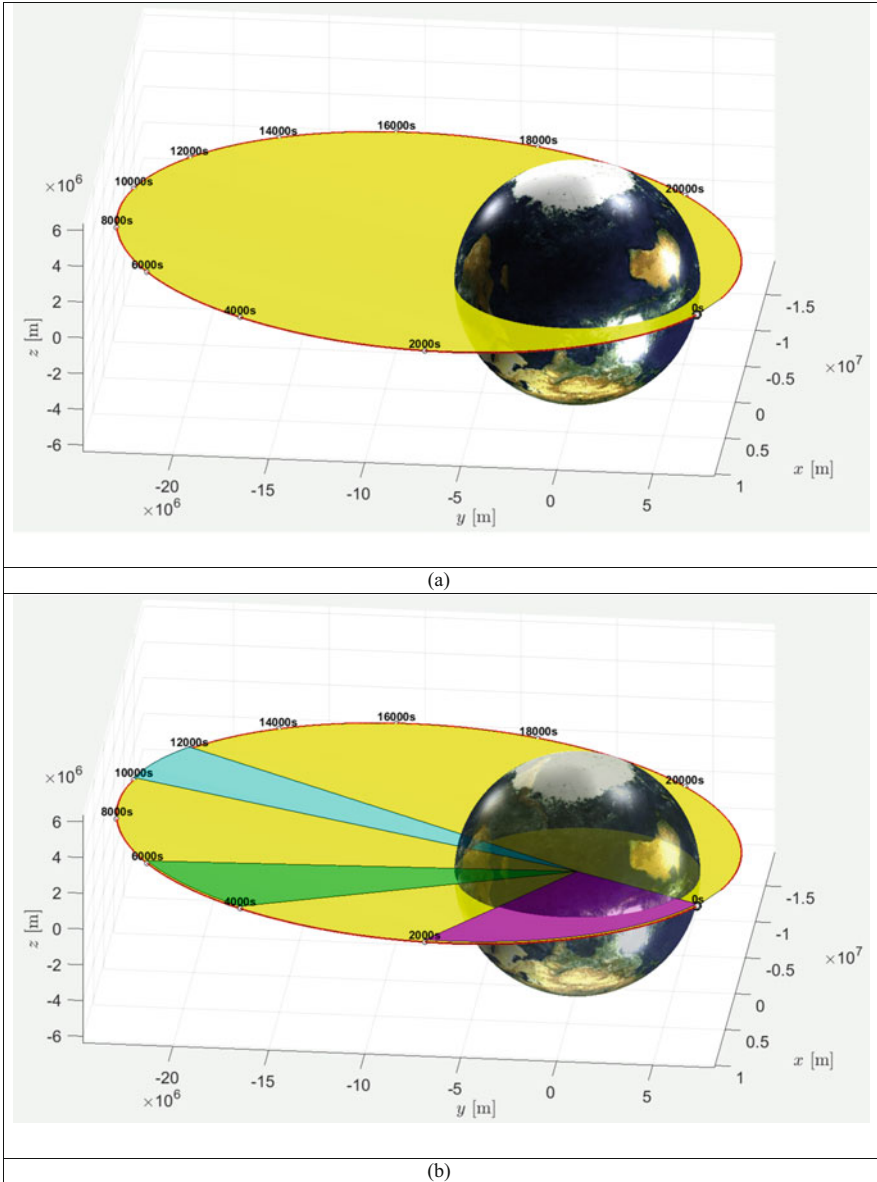 14000s
16000s
18000s
12000s
×10⁶
10000s
20000s
8000s
6000s
4000s
2000s
0s
6
4
2
0
-2
-4
-6
z [m]
-1.5
-1
-0.5
×10⁷
0
0.5
1
x [m]
-20
-15
-10
-5
0
5
×10⁶
y [m]
(a)
16000s
14000s
18000s
12000s
×10⁶
10000s
20000s
8000s
6000s
4000s
2000s
0s
6
4
2
0
-2
-4
-6
z [m]
-1.5
-1
-0.5
×10⁷
0
0.5
1
x [m]
-20
-15
-10
-5
0
5
×10⁶
y [m]
(b)